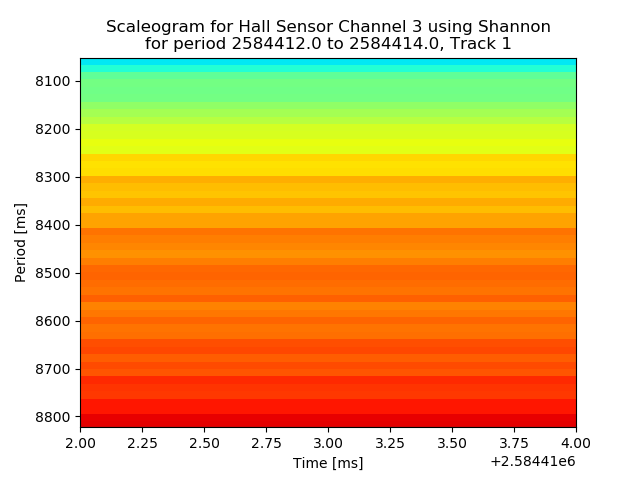 Scaleogram for Hall Sensor Channel 3 using Shannon
for period 2584412.0 to 2584414.0, Track 1
Period [ms]
8100
8200
8300
8400
8500
8600
8700
8800
2.00 2.25 2.50 2.75 3.00 3.25 3.50 3.75 4.00
Time [ms]
+2.58441e6